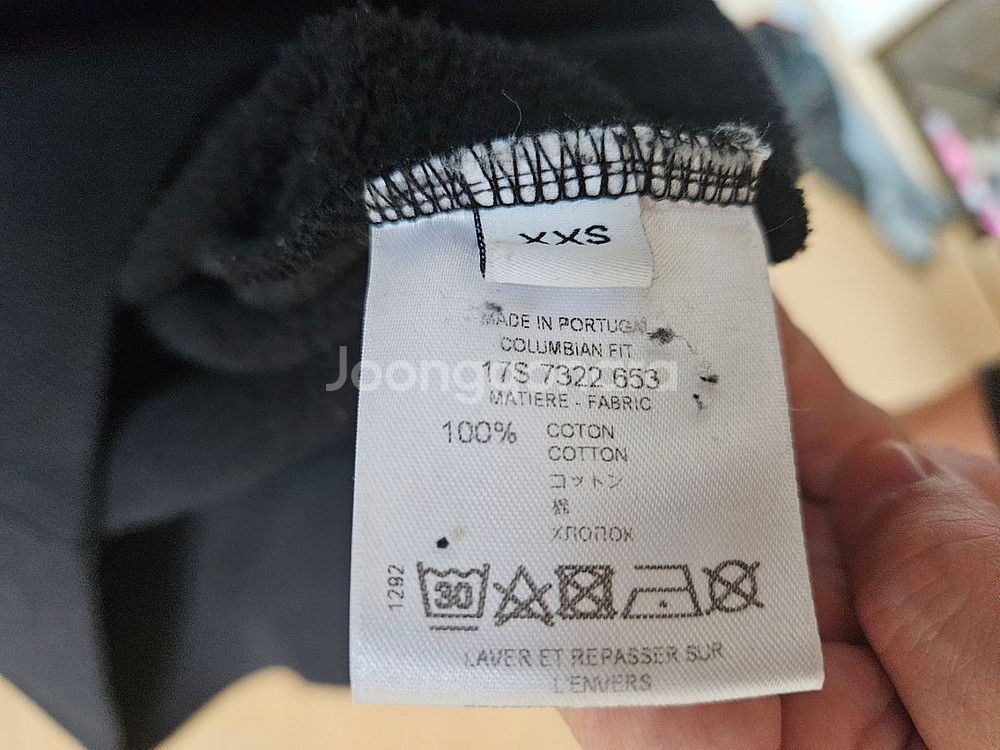 XXS
MADE IN PORTUGAL
COLUMBIAN FIT
17S 7322 653
MATIERE - FABRIC
100% COTON
COTTON
コットン
棉
ХЛОПОК
1292
30
LAVER ET REPASSER SUR
L'ENVERS